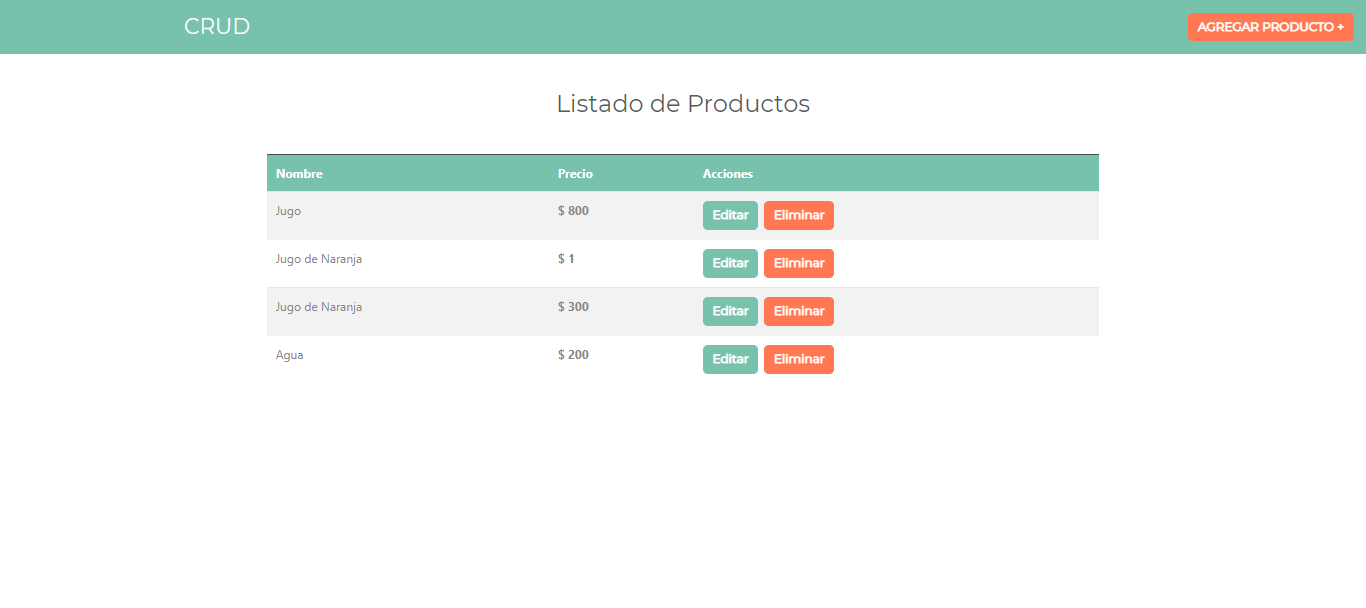 CRUD
AGREGAR PRODUCTO +
Listado de Productos
Nombre Precio Acciones
Jugo $ 800 Editar Eliminar
Jugo de Naranja $ 1 Editar Eliminar
Jugo de Naranja $ 300 Editar Eliminar
Agua $ 200 Editar Eliminar